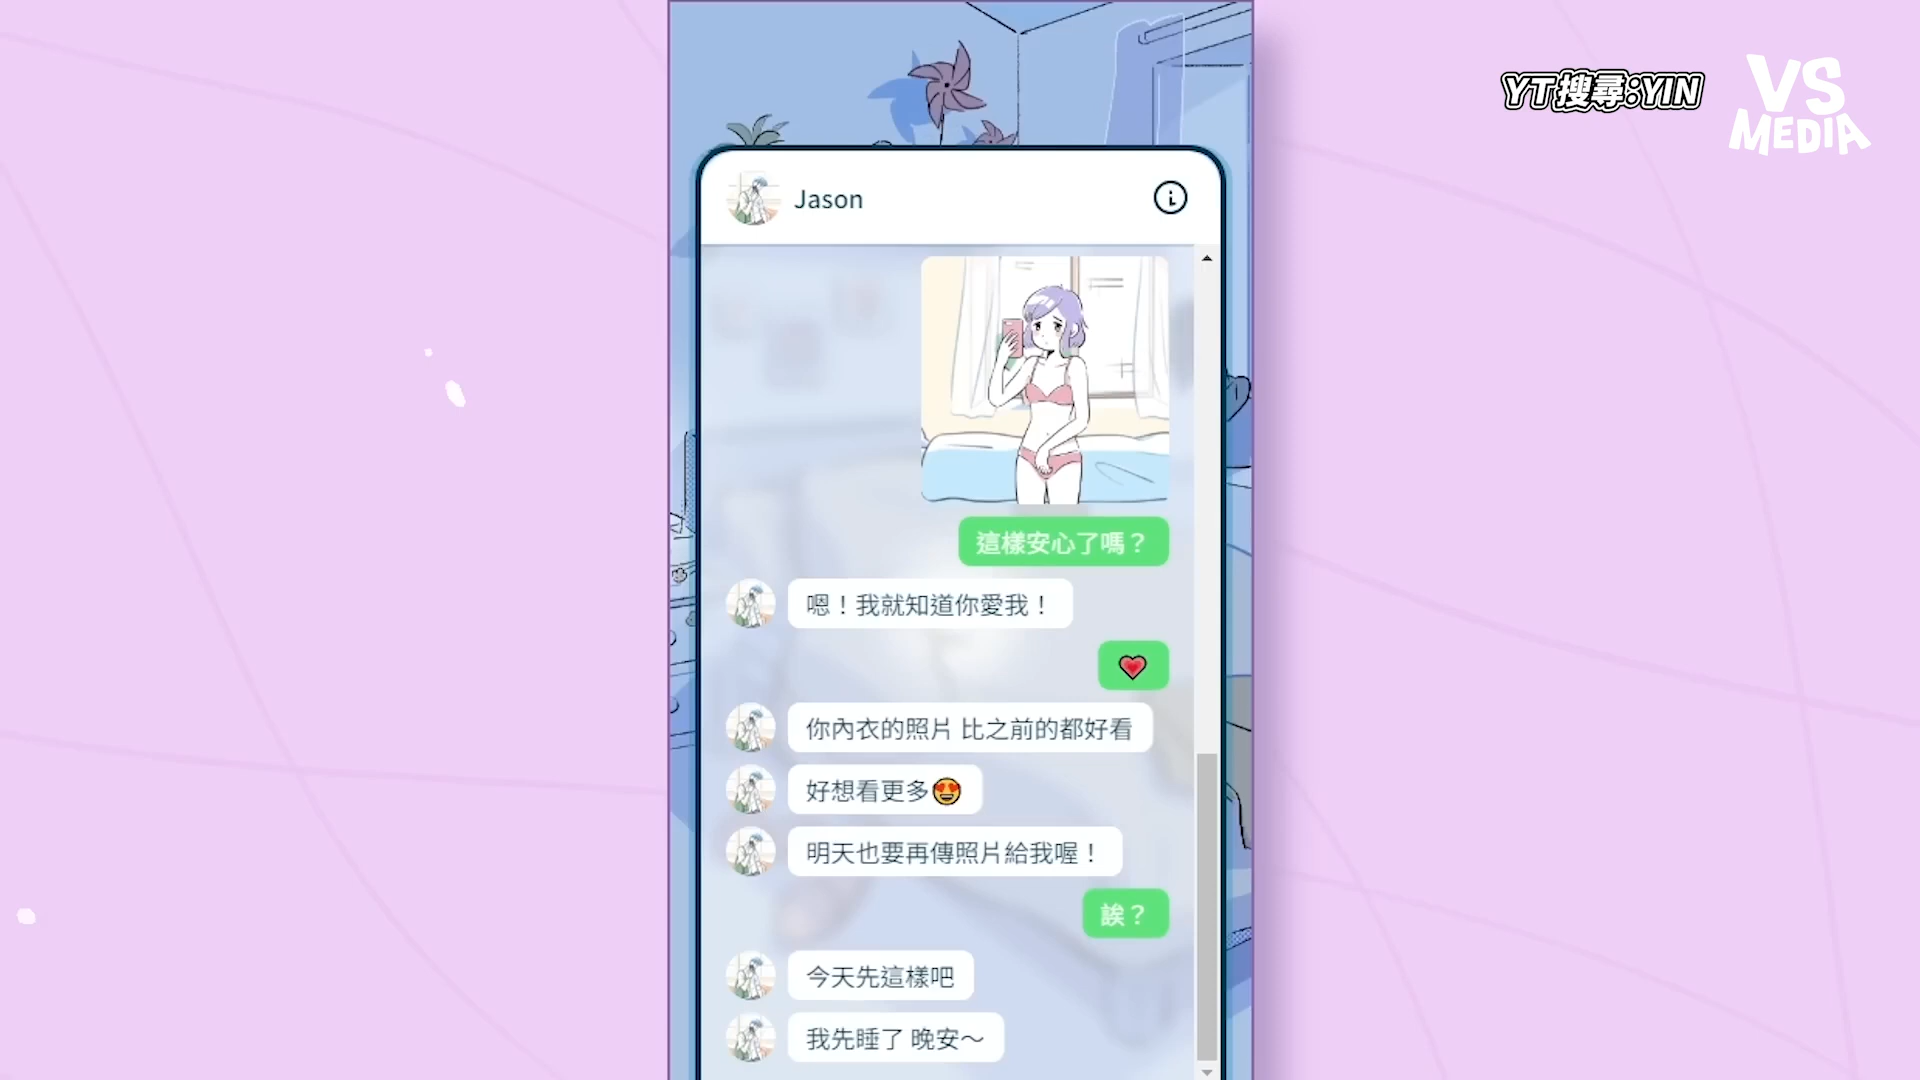 YT搜尋:YIN
VS
MEDIA
Jason
這樣安心了嗎？
嗯！我就知道你愛我！
你內衣的照片 比之前的都好看
好想看更多😍
明天也要再傳照片給我喔！
誒？
今天先這樣吧
我先睡了 晚安～